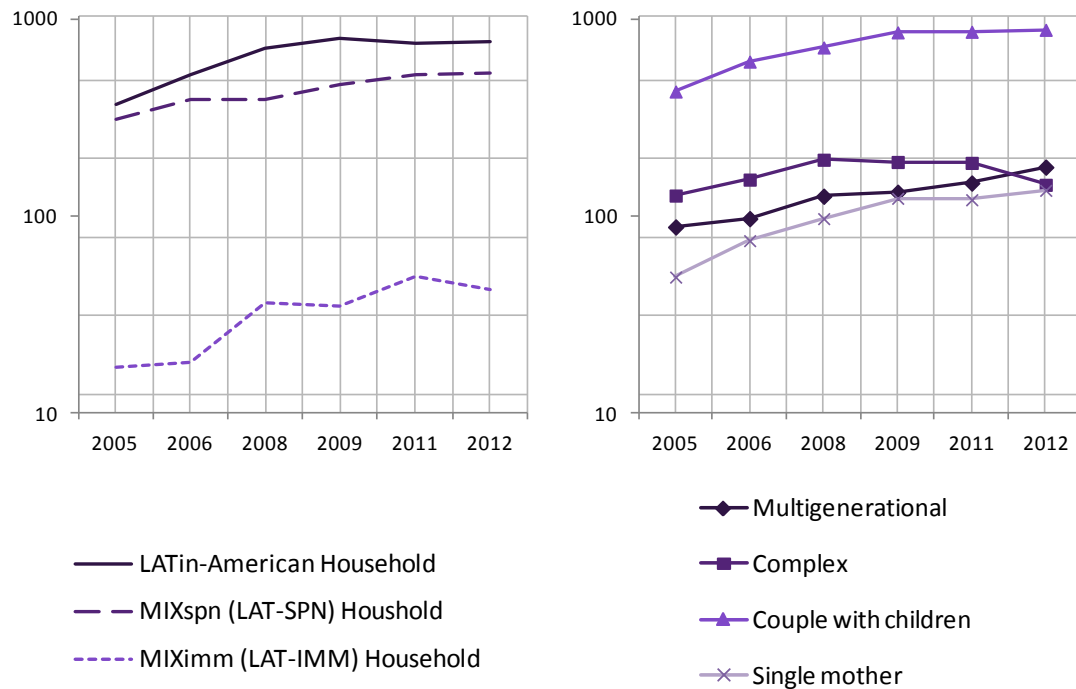 1000
100
10
2005 2006 2008 2009 2011 2012
LATin-American Household
MIXspn (LAT-SPN) Houshold
MIXimm (LAT-IMM) Household
1000
100
10
2005 2006 2008 2009 2011 2012
Multigenerational
Complex
Couple with children
Single mother